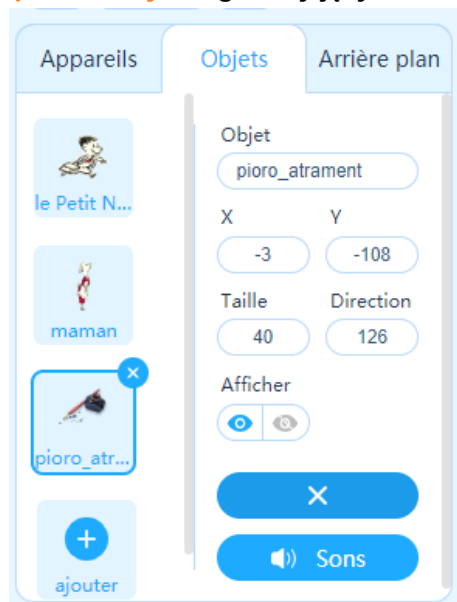 Appareils Objets Arrière plan
le Petit N...
maman
pioro_atr...
ajouter
Objet
pioro_atrament
X Y
-3 -108
Taille Direction
40 126
Afficher
Sons